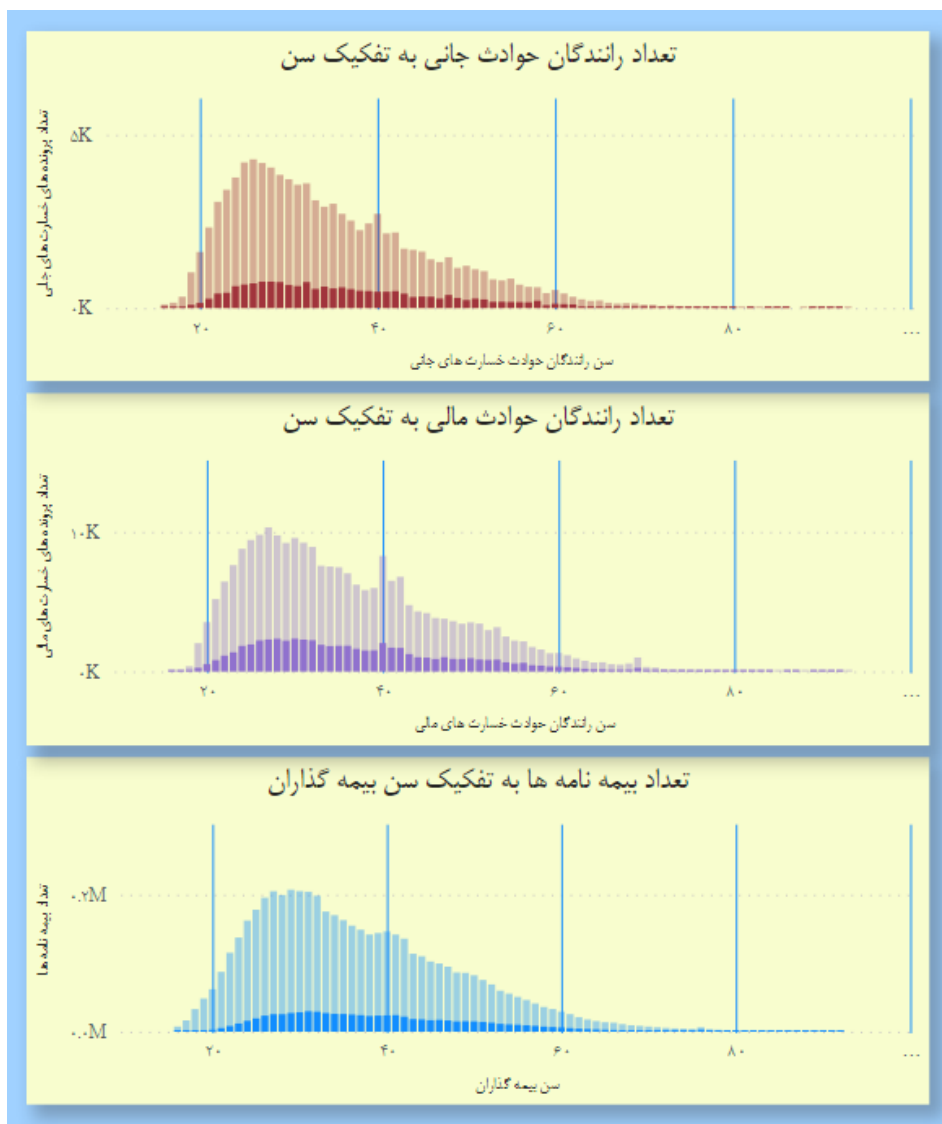 تعداد رانندگان حوادث جانی به تفکیک سن
تعداد پرونده های خسارت های جانی
۵K
۰K
۲۰ ۴۰ ۶۰ ۸۰ ...
سن رانندگان حوادث خسارت های جانی
تعداد رانندگان حوادث مالی به تفکیک سن
تعداد پرونده های خسارت های مالی
۱۰K
۰K
۲۰ ۴۰ ۶۰ ۸۰ ...
سن رانندگان حوادث خسارت های مالی
تعداد بیمه نامه ها به تفکیک سن بیمه گذاران
تعداد بیمه نامه ها
۰.۲M
۰.۰M
۲۰ ۴۰ ۶۰ ۸۰ ...
سن بیمه گذاران